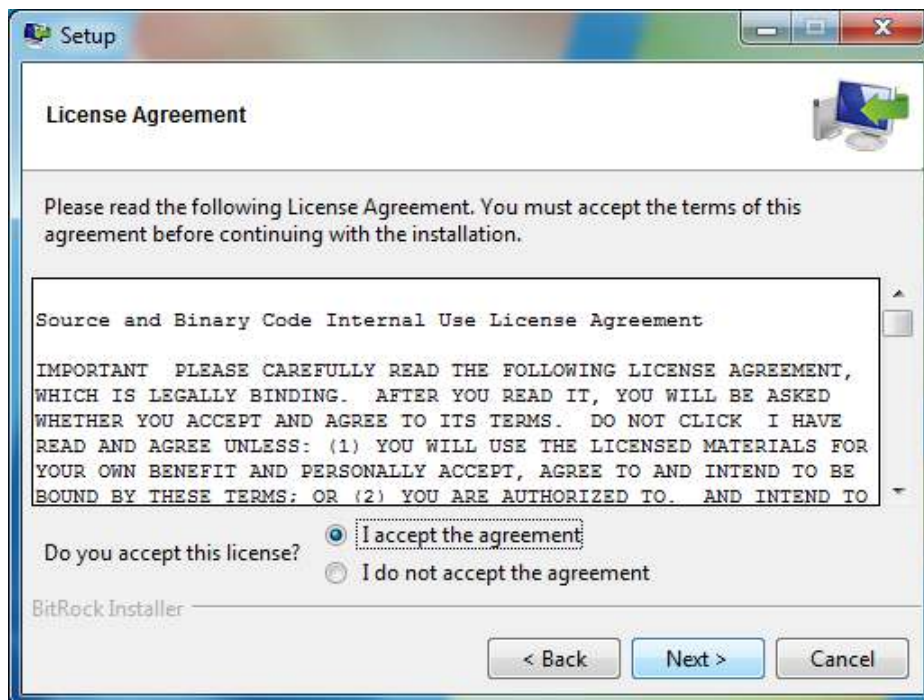 Setup
License Agreement
Please read the following License Agreement. You must accept the terms of this
agreement before continuing with the installation.
Source and Binary Code Internal Use License Agreement
IMPORTANT  PLEASE CAREFULLY READ THE FOLLOWING LICENSE AGREEMENT,
WHICH IS LEGALLY BINDING.  AFTER YOU READ IT, YOU WILL BE ASKED
WHETHER YOU ACCEPT AND AGREE TO ITS TERMS.  DO NOT CLICK  I HAVE
READ AND AGREE UNLESS: (1) YOU WILL USE THE LICENSED MATERIALS FOR
YOUR OWN BENEFIT AND PERSONALLY ACCEPT, AGREE TO AND INTEND TO BE
BOUND BY THESE TERMS; OR (2) YOU ARE AUTHORIZED TO.  AND INTEND TO
Do you accept this license?
I accept the agreement
I do not accept the agreement
BitRock Installer
< Back
Next >
Cancel